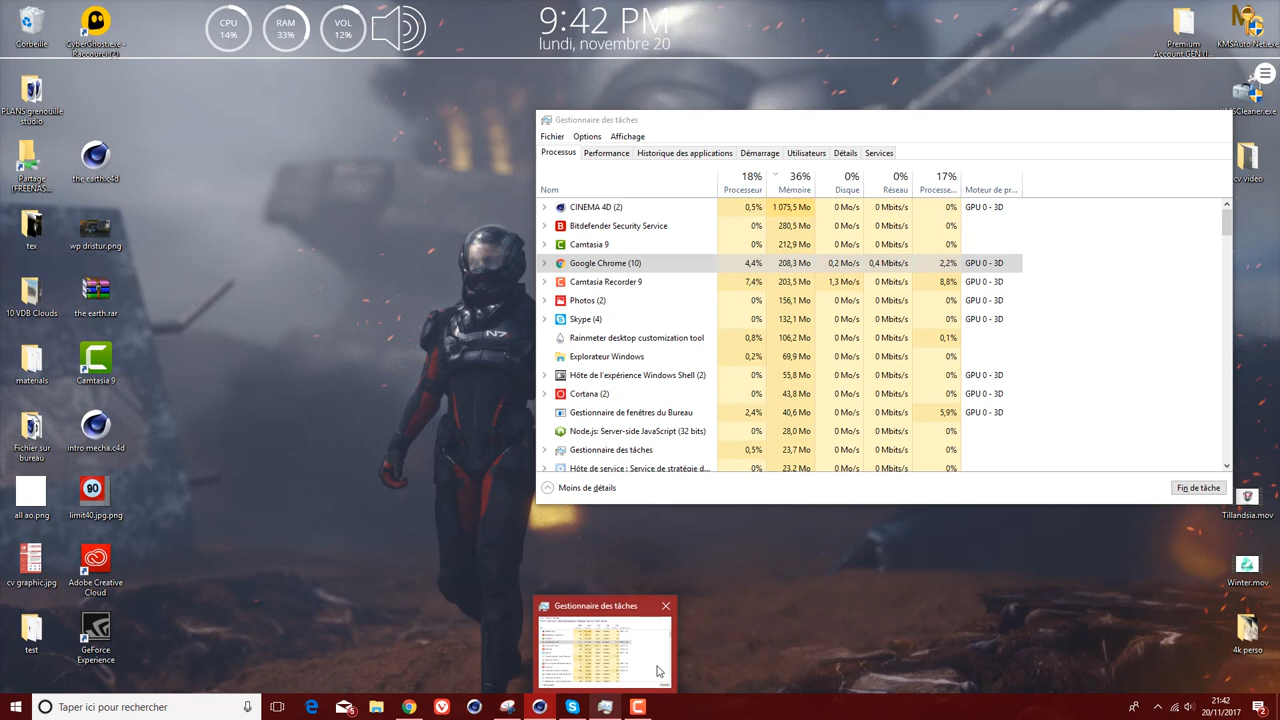 9:42 PM
lundi, novembre 20
CPU
14%
RAM
33%
VOL
12%
Corbeille
CyberGhost.exe -
Raccourci (
Premium
Account GEN (I...
KMSAuto Net.exe
PLANS grenouille
studio
KMSCleaner.exe
Partage
(FREENAS...
the earth.c4d
cv video
tex
wp dristur.png
10 VDB Clouds
the earth.rar
materials
Camtasia 9
Fichier sur
bureau
intro mecha.c4d
all ao.png
limit40.jpg.png
Tillandsia.mov
cv graphic.jpg
Adobe Creative
Cloud
Winter.mov
Experience
Gestionnaire des tâches
Fichier Options Affichage
Processus Performance Historique des applications Démarrage Utilisateurs Détails Services
18% 36% 0% 0% 17%
Nom Processeur Mémoire Disque Réseau Processe... Moteur de pr...
CINEMA 4D (2) 0,5% 1 075,5 Mo 0 Mo/s 0 Mbits/s 0% GPU 0 - 3D
Bitdefender Security Service 0% 280,5 Mo 0 Mo/s 0 Mbits/s 0%
Camtasia 9 0% 212,9 Mo 0 Mo/s 0 Mbits/s 0%
Google Chrome (10) 4,4% 208,3 Mo 0,2 Mo/s 0,4 Mbits/s 2,2% GPU 0 - 3D
Camtasia Recorder 9 7,4% 203,5 Mo 1,3 Mo/s 0 Mbits/s 8,8% GPU 0 - 3D
Photos (2) 0% 156,1 Mo 0 Mo/s 0 Mbits/s 0% GPU 0 - 3D
Skype (4) 0% 132,1 Mo 0 Mo/s 0 Mbits/s 0% GPU 0 - 3D
Rainmeter desktop customization tool 0,8% 106,2 Mo 0 Mo/s 0 Mbits/s 0,1%
Explorateur Windows 0,2% 69,6 Mo 0 Mo/s 0 Mbits/s 0%
Hôte de l'expérience Windows Shell (2) 0% 55,8 Mo 0 Mo/s 0 Mbits/s 0% GPU 0 - 3D
Cortana (2) 0% 43,8 Mo 0 Mo/s 0 Mbits/s 0% GPU 0 - 3D
Gestionnaire de fenêtres du Bureau 2,4% 40,6 Mo 0 Mo/s 0 Mbits/s 5,9% GPU 0 - 3D
Node.js: Server-side JavaScript (32 bits) 0% 28,0 Mo 0 Mo/s 0 Mbits/s 0%
Gestionnaire des tâches 0,5% 23,7 Mo 0 Mo/s 0 Mbits/s 0%
Hôte de service : Service de stratégie d... 0% 23,2 Mo 0 Mo/s 0 Mbits/s 0%
Moins de détails
Fin de tâche
N7
Gestionnaire des tâches
Taper ici pour rechercher
21:42
20/11/2017